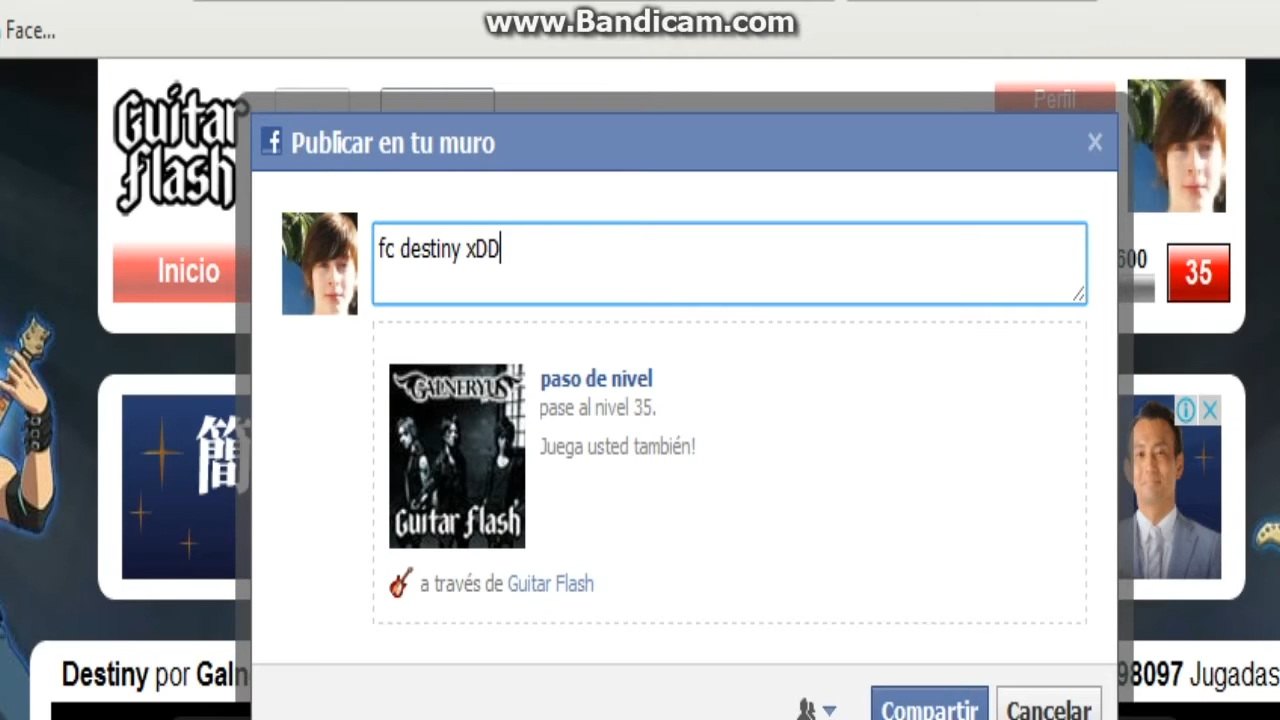 www.Bandicam.com
Face...
Guitar Flash
Perfil
Publicar en tu muro
fc destiny xDD
Inicio
600
35
GALNERYUS
Guitar Flash
paso de nivel
pase al nivel 35.
Juega usted también!
簡
a través de Guitar Flash
Destiny por Galn
98097 Jugadas
Compartir
Cancelar